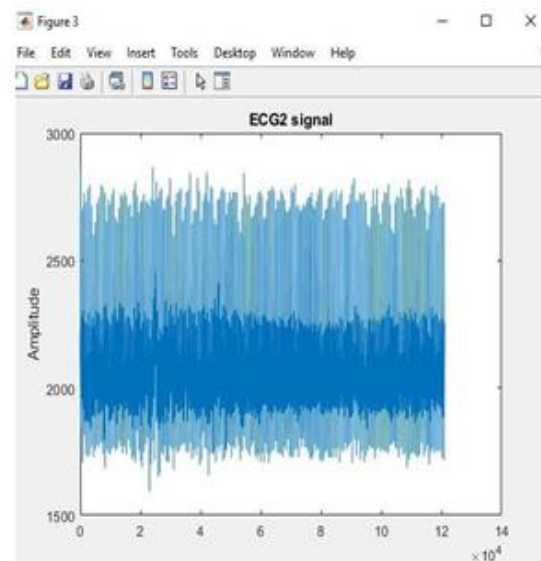 Figure 3
File Edit View Insert Tools Desktop Window Help
ECG2 signal
3000
2500
2000
1500
Amplitude
0 2 4 6 8 10 12 14
×10⁴